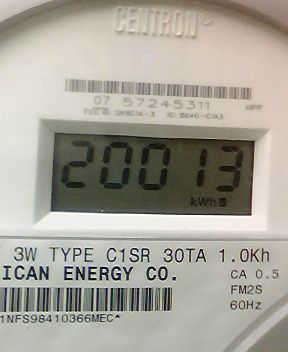 CENTRON®
07 57245311
HPP
20013
kWh
3W TYPE C1SR 30TA 1.0Kh
ICAN ENERGY CO.
CA 0.5
FM2S
60Hz
1NFS98410366MEC*